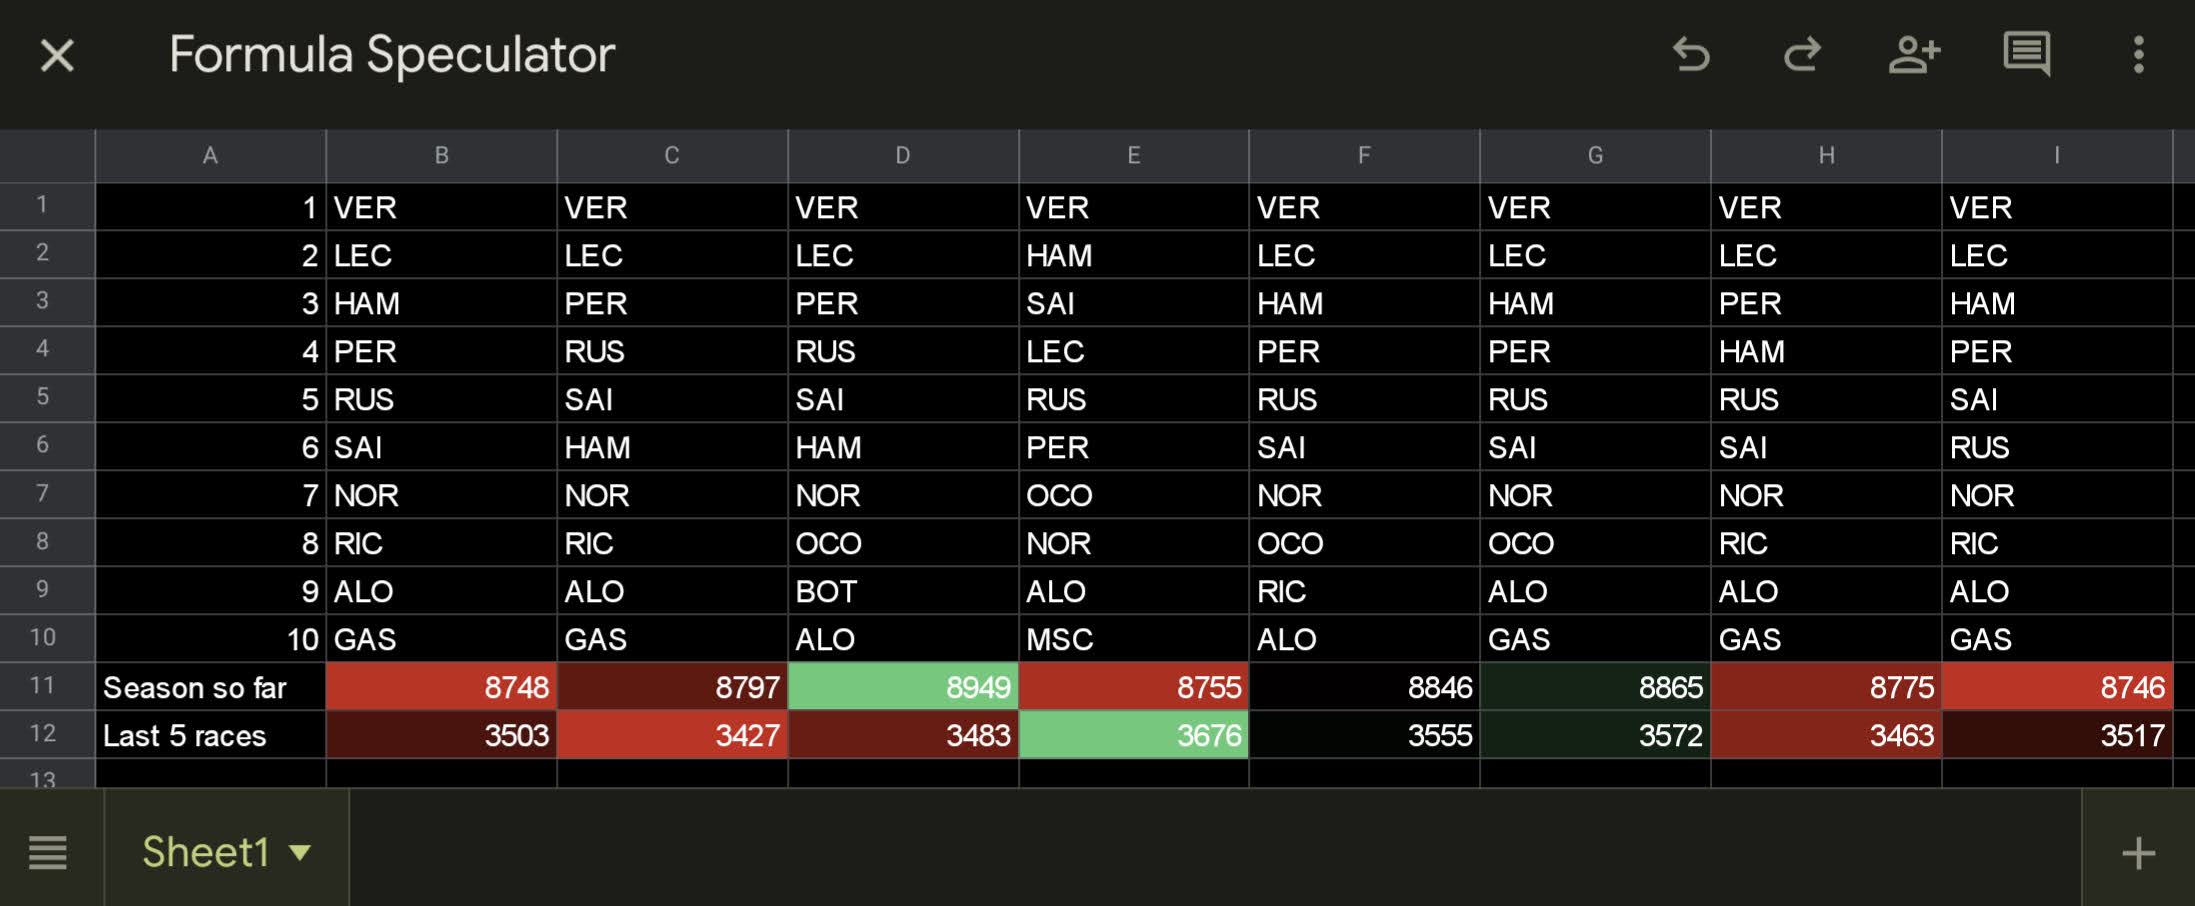 Formula Speculator
A B C D E F G H I
1 1 VER VER VER VER VER VER VER VER
2 2 LEC LEC LEC HAM LEC LEC LEC LEC
3 3 HAM PER PER SAI HAM HAM PER HAM
4 4 PER RUS RUS LEC PER PER HAM PER
5 5 RUS SAI SAI RUS RUS RUS RUS SAI
6 6 SAI HAM HAM PER SAI SAI SAI RUS
7 7 NOR NOR NOR OCO NOR NOR NOR NOR
8 8 RIC RIC OCO NOR OCO OCO RIC RIC
9 9 ALO ALO BOT ALO RIC ALO ALO ALO
10 10 GAS GAS ALO MSC ALO GAS GAS GAS
11 Season so far 8748 8797 8949 8755 8846 8865 8775 8746
12 Last 5 races 3503 3427 3483 3676 3555 3572 3463 3517
13
Sheet1